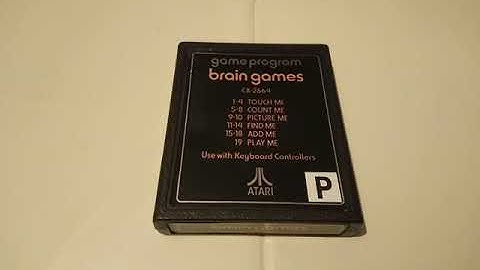 game program
brain games
CX-2664
1-4 TOUCH ME
5-8 COUNT ME
9-10 PICTURE ME
11-14 FIND ME
15-18 ADD ME
19 PLAY ME
Use with Keyboard Controllers
ATARI
P